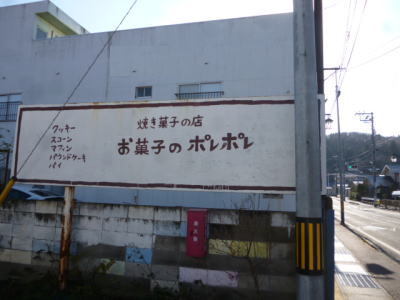 クッキー
スコーン
マフィン
パウンドケーキ
パイ
焼き菓子の店
お菓子のポレポレ